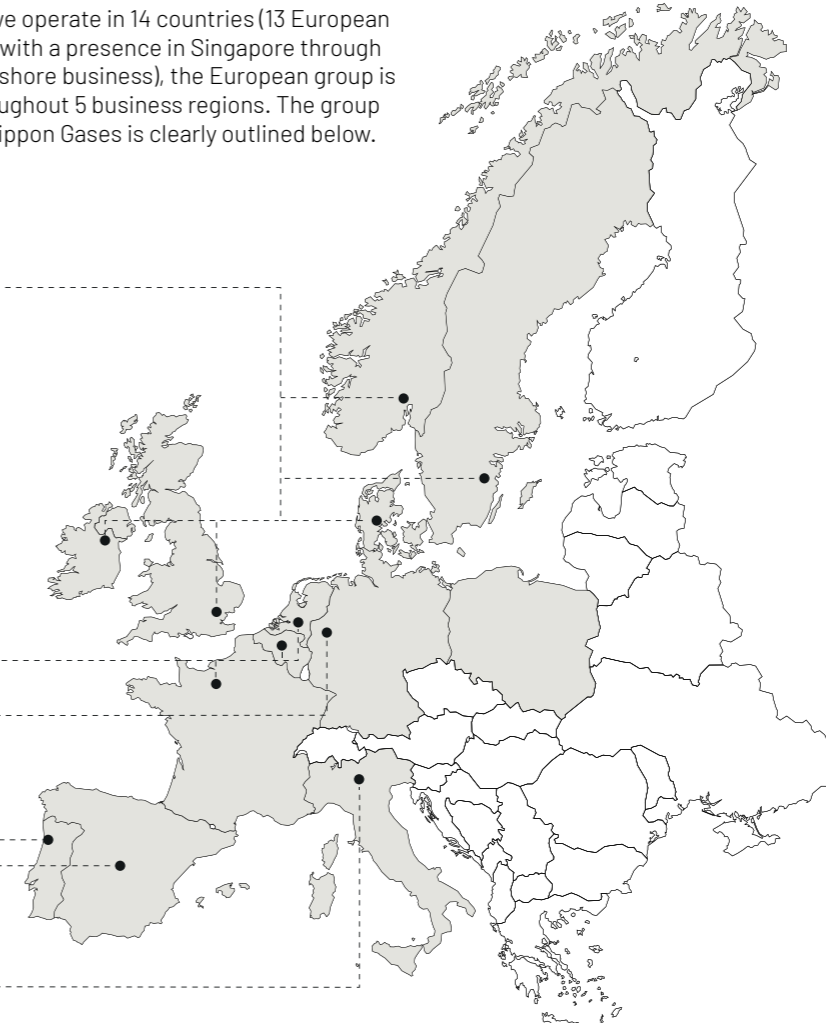 we operate in 14 countries (13 European
with a presence in Singapore through
shore business), the European group is
ughout 5 business regions. The group
ippon Gases is clearly outlined below.